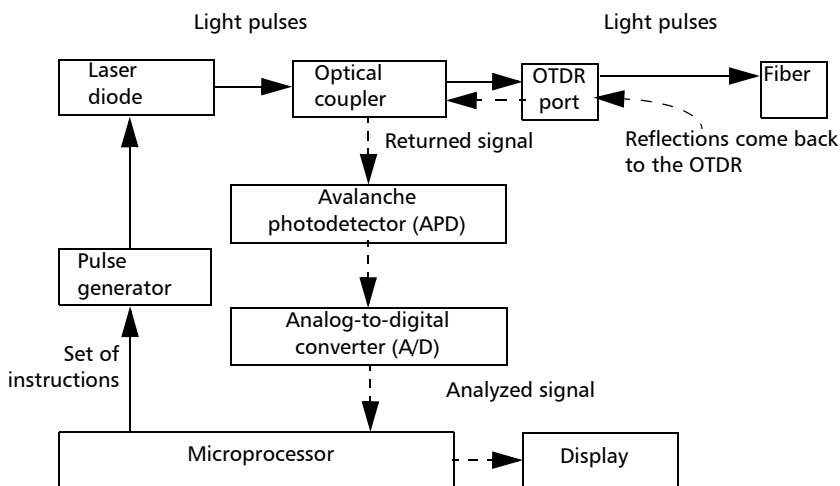 Light pulses
Light pulses
Laser
diode
Optical
coupler
OTDR
port
Fiber
Returned signal
Reflections come back
to the OTDR
Avalanche
photodetector (APD)
Pulse
generator
Analog-to-digital
converter (A/D)
Set of
instructions
Analyzed signal
Microprocessor
Display